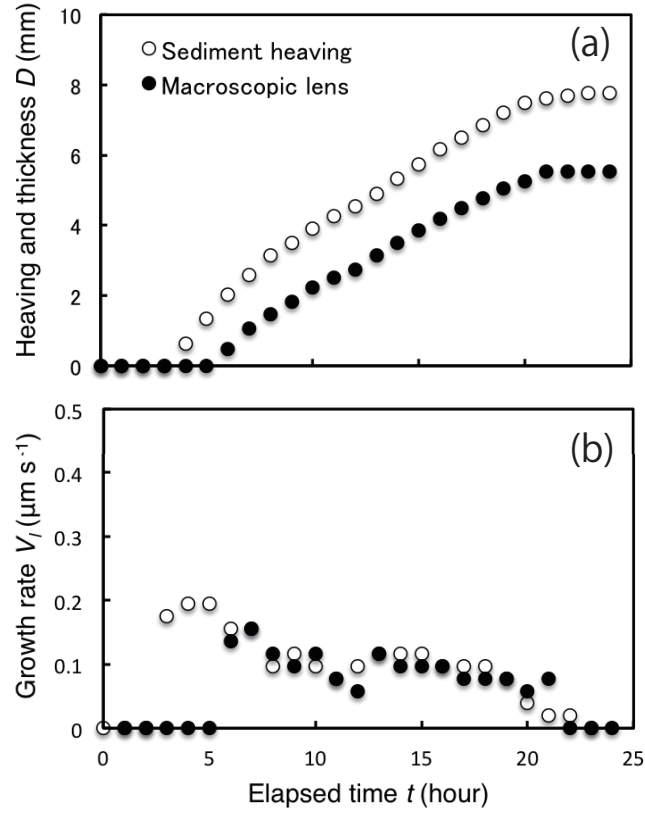 (a)
Sediment heaving
Macroscopic lens
Heaving and thickness D (mm)
10
8
6
4
2
0
(b)
Growth rate V_l (μm s⁻¹)
0.5
0.4
0.3
0.2
0.1
0
0 5 10 15 20 25
Elapsed time t (hour)